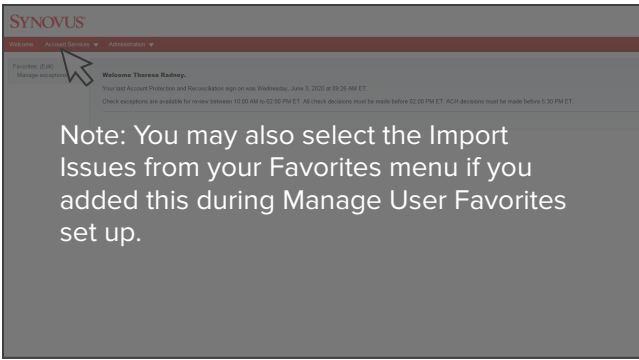 SYNOVUS
Welcome Account Services Administration
Favorites: (Edit)
Manage exceptions
Welcome Theresa Radney,
Your last Account Protection and Reconciliation sign on was Wednesday, June 3, 2020 at 09:26 AM ET.
Check exceptions are available for review between 10:00 AM to 02:00 PM ET. All check decisions must be made before 02:00 PM ET. ACH decisions must be made before 5:30 PM ET.
Note: You may also select the Import
Issues from your Favorites menu if you
added this during Manage User Favorites
set up.